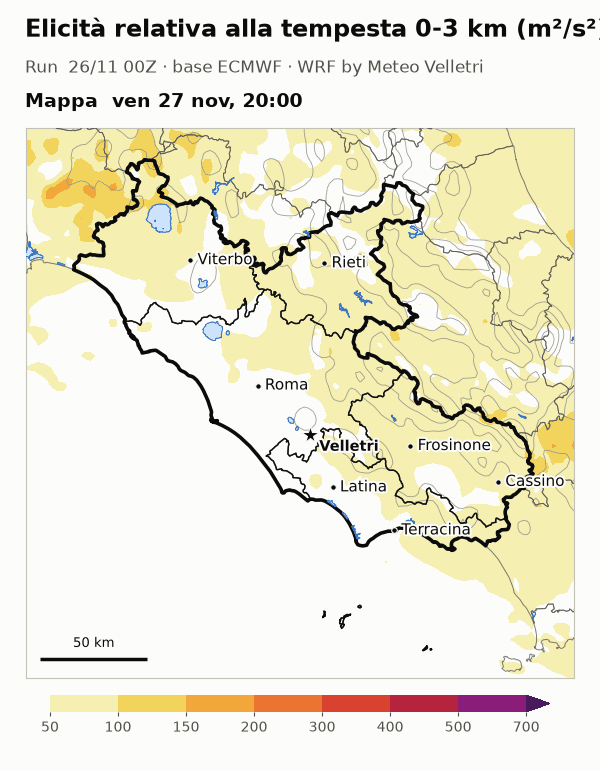 Elicità relativa alla tempesta 0-3 km (m²/s²)
Run  26/11 00Z · base ECMWF · WRF by Meteo Velletri
Mappa  ven 27 nov, 20:00
Viterbo
Rieti
Roma
Velletri
Frosinone
Cassino
Latina
Terracina
50 km
50 100 150 200 300 400 500 700